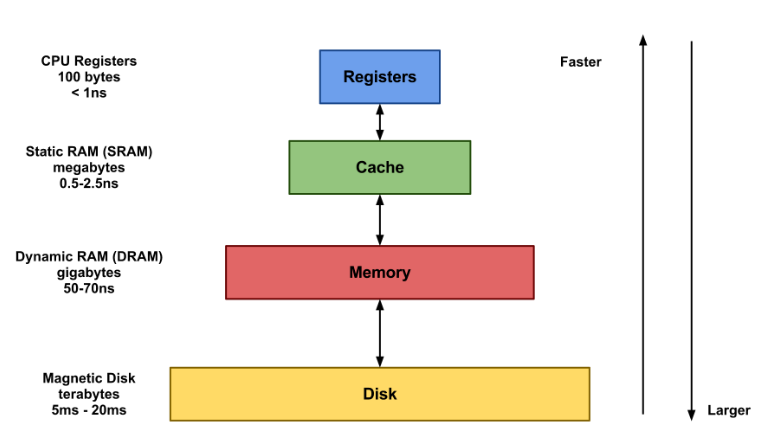 CPU Registers
100 bytes
< 1ns
Registers
Faster
Static RAM (SRAM)
megabytes
0.5-2.5ns
Cache
Dynamic RAM (DRAM)
gigabytes
50-70ns
Memory
Magnetic Disk
terabytes
5ms - 20ms
Disk
Larger